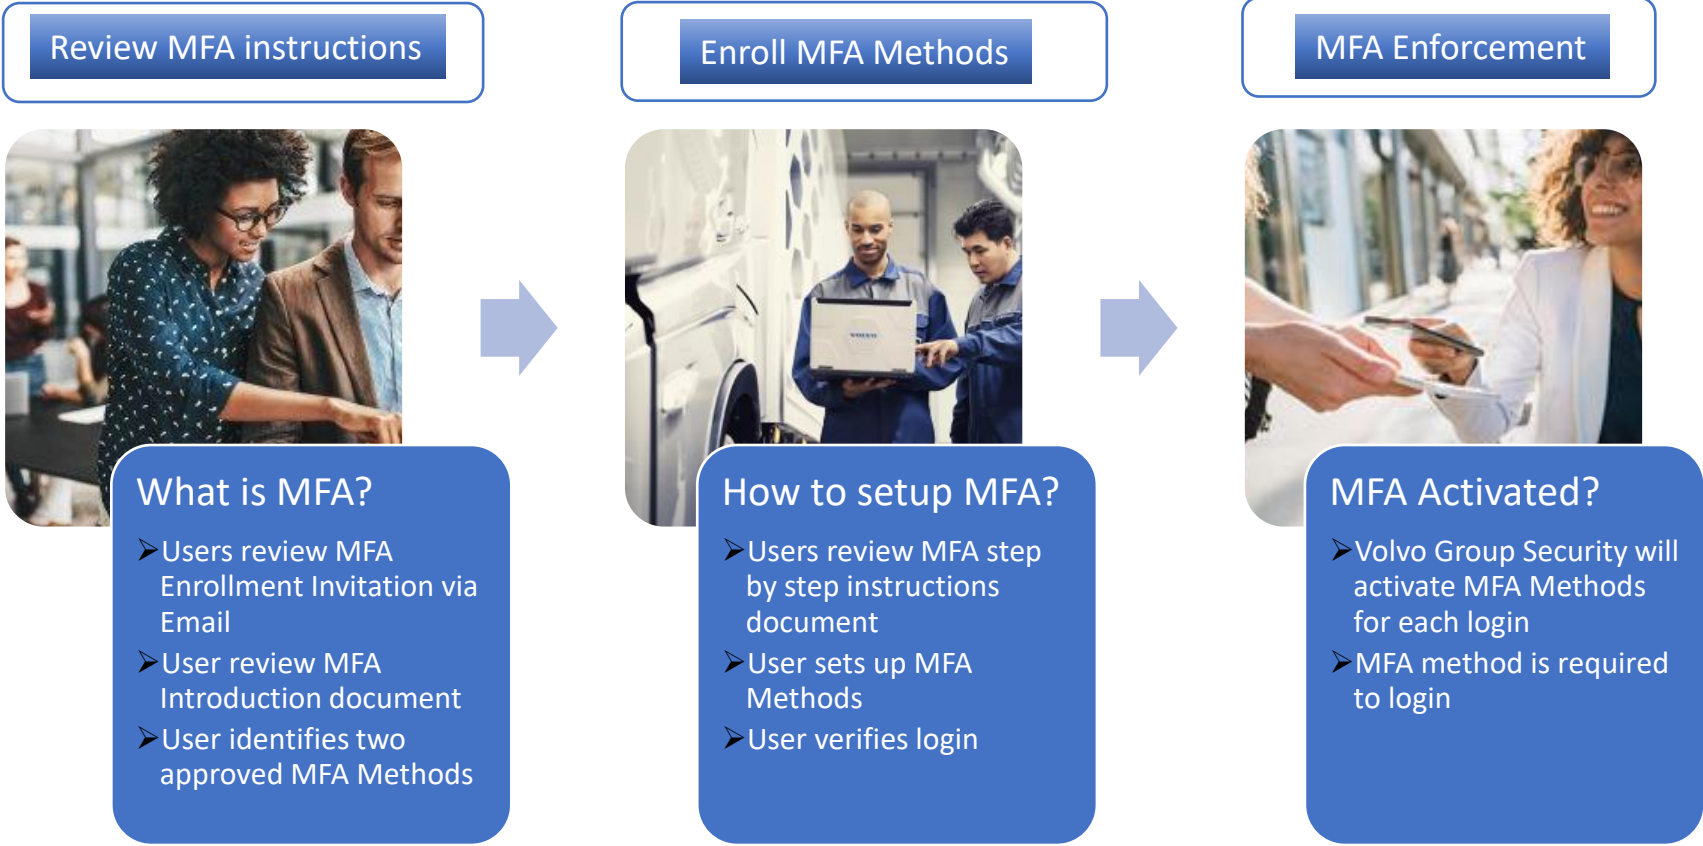 Review MFA instructions
Enroll MFA Methods
MFA Enforcement
VOLVO
What is MFA?
➢Users review MFA
Enrollment Invitation via
Email
➢User review MFA
Introduction document
➢User identifies two
approved MFA Methods
How to setup MFA?
➢Users review MFA step
by step instructions
document
➢User sets up MFA
Methods
➢User verifies login
MFA Activated?
➢Volvo Group Security will
activate MFA Methods
for each login
➢MFA method is required
to login